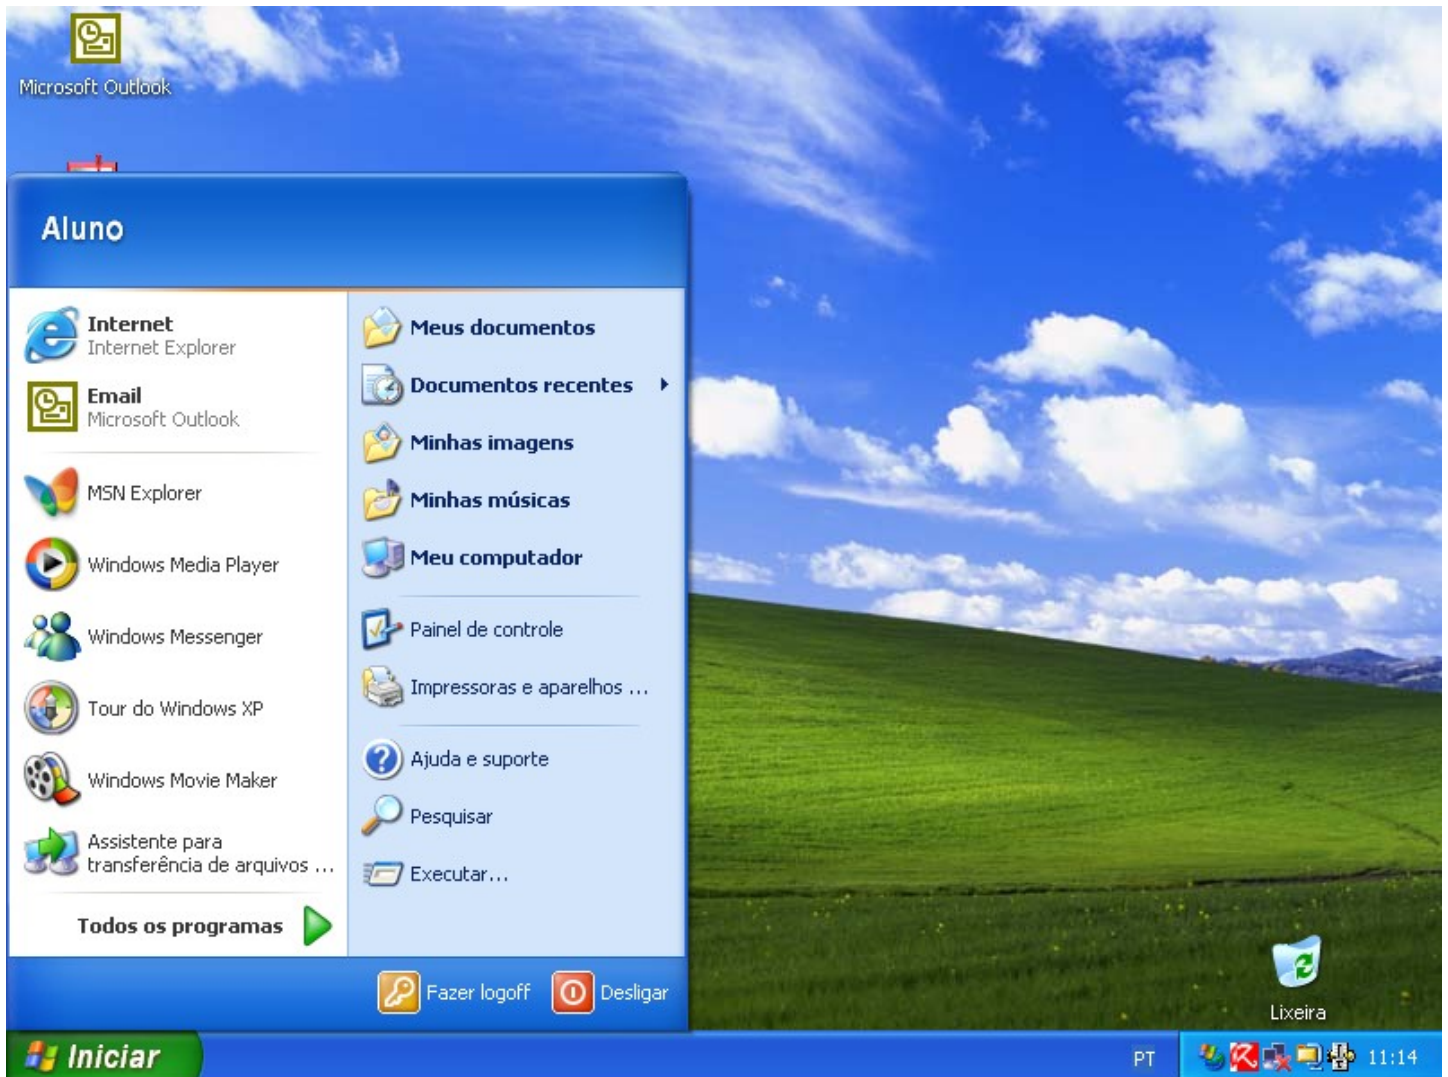 Microsoft Outlook
Aluno
Internet
Internet Explorer
Email
Microsoft Outlook
MSN Explorer
Windows Media Player
Windows Messenger
Tour do Windows XP
Windows Movie Maker
Assistente para
transferência de arquivos ...
Todos os programas
Meus documentos
Documentos recentes
Minhas imagens
Minhas músicas
Meu computador
Painel de controle
Impressoras e aparelhos ...
Ajuda e suporte
Pesquisar
Executar...
Fazer logoff
Desligar
Lixeira
Iniciar
PT
11:14